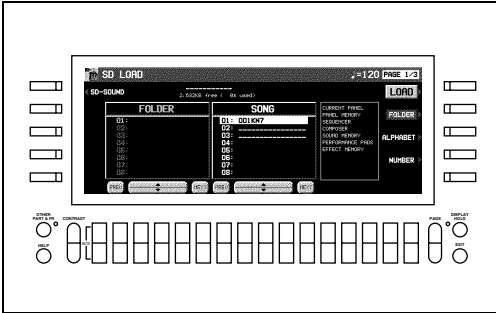 SD LOAD
♩=120 PAGE 1/3
SD-SOUND
2.682KB free ( 0% used)
LOAD
FOLDER
SONG
01:
02:
03:
04:
05:
06:
07:
08:
01: 001KN7
02:
03:
04:
05:
06:
07:
08:
CURRENT PANEL
PANEL MEMORY
SEQUENCER
COMPOSER
SOUND MEMORY
PERFORMANCE PADS
EFFECT MEMORY
FOLDER
ALPHABET
NUMBER
PREV NEXT PREV NEXT
OTHER PART & FR
CONTRAST
HELP
MUTE
PAGE
DISPLAY HOLD
EXIT